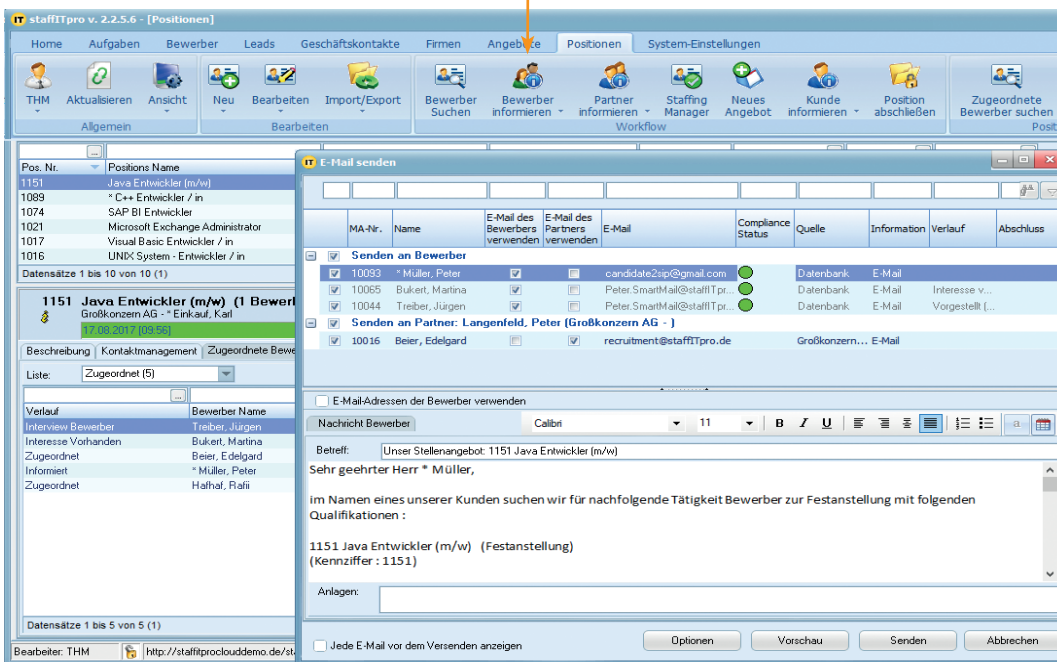 IT staffITpro v. 2.2.5.6 - [Positionen]
Home Aufgaben Bewerber Leads Geschäftskontakte Firmen Angebote Positionen System-Einstellungen
THM Aktualisieren Ansicht Neu Bearbeiten Import/Export Bewerber Suchen Bewerber informieren Partner informieren Staffing Manager Neues Angebot Kunde informieren Position abschließen Zugeordnete Bewerber suchen
Allgemein Bearbeiten Workflow Posit
Pos. Nr. Positions Name
1151 Java Entwickler (m/w)
1089 * C++ Entwickler / in
1074 SAP BI Entwickler
1021 Microsoft Exchange Administrator
1017 Visual Basic Entwickler / in
1016 UNIX System - Entwickler / in
Datensätze 1 bis 10 von 10 (1)
1151 Java Entwickler (m/w) (1 Bewerl
Großkonzern AG - * Einkauf, Karl
17.08.2017 [09:56]
Beschreibung Kontaktmanagement Zugeordnete Bewe
Liste: Zugeordnet (5)
...
Verlauf Bewerber Name
Interview Bewerber Treiber, Jürgen
Interesse Vorhanden Bukert, Martina
Zugeordnet Beier, Edelgard
Informiert * Müller, Peter
Zugeordnet Hafhaf, Rafii
Datensätze 1 bis 5 von 5 (1)
Bearbeiter: THM http://staffitproclouddemo.de/st
IT E-Mail senden
MA-Nr. Name E-Mail des Bewerbers verwenden E-Mail des Partners verwenden E-Mail Compliance Status Quelle Information Verlauf Abschluss
Senden an Bewerber
10093 * Müller, Peter candidate2sip@gmail.com Datenbank E-Mail
10065 Bukert, Martina Peter.SmartMail@staffITpr... Datenbank E-Mail Interesse v...
10044 Treiber, Jürgen Peter.SmartMail@staffITpr... Datenbank E-Mail Vorgestellt (...
Senden an Partner: Langenfeld, Peter (Großkonzern AG - )
10016 Beier, Edelgard recruitment@staffITpro.de Großkonzern... E-Mail
E-Mail-Adressen der Bewerber verwenden
Nachricht Bewerber Calibri 11 B I U a
Betreff: Unser Stellenangebot: 1151 Java Entwickler (m/w)
Sehr geehrter Herr * Müller,
im Namen eines unserer Kunden suchen wir für nachfolgende Tätigkeit Bewerber zur Festanstellung mit folgenden
Qualifikationen :
1151 Java Entwickler (m/w) (Festanstellung)
(Kennziffer : 1151)
Anlagen:
Jede E-Mail vor dem Versenden anzeigen Optionen Vorschau Senden Abbrechen